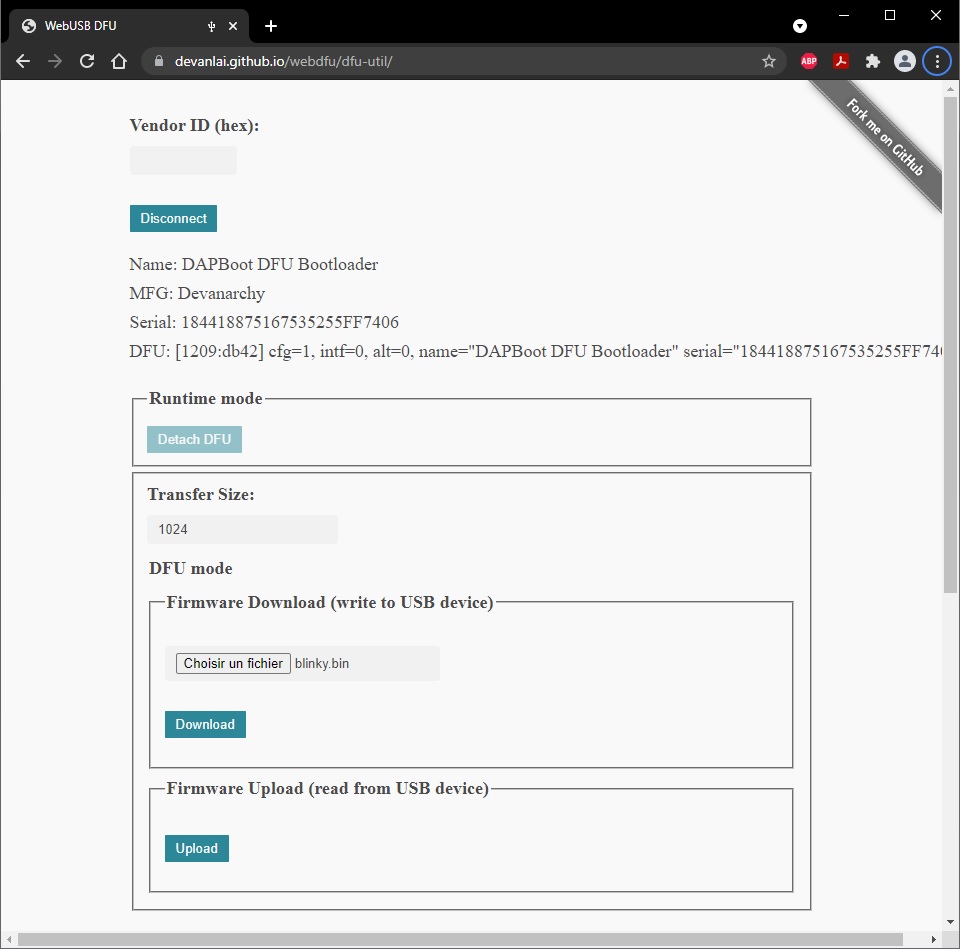 WebUSB DFU
devanlai.github.io/webdfu/dfu-util/
ABP
Fork me on GitHub
Vendor ID (hex):
Disconnect
Name: DAPBoot DFU Bootloader
MFG: Devanarchy
Serial: 184418875167535255FF7406
DFU: [1209:db42] cfg=1, intf=0, alt=0, name="DAPBoot DFU Bootloader" serial="184418875167535255FF740
Runtime mode
Detach DFU
Transfer Size:
1024
DFU mode
Firmware Download (write to USB device)
Choisir un fichier blinky.bin
Download
Firmware Upload (read from USB device)
Upload